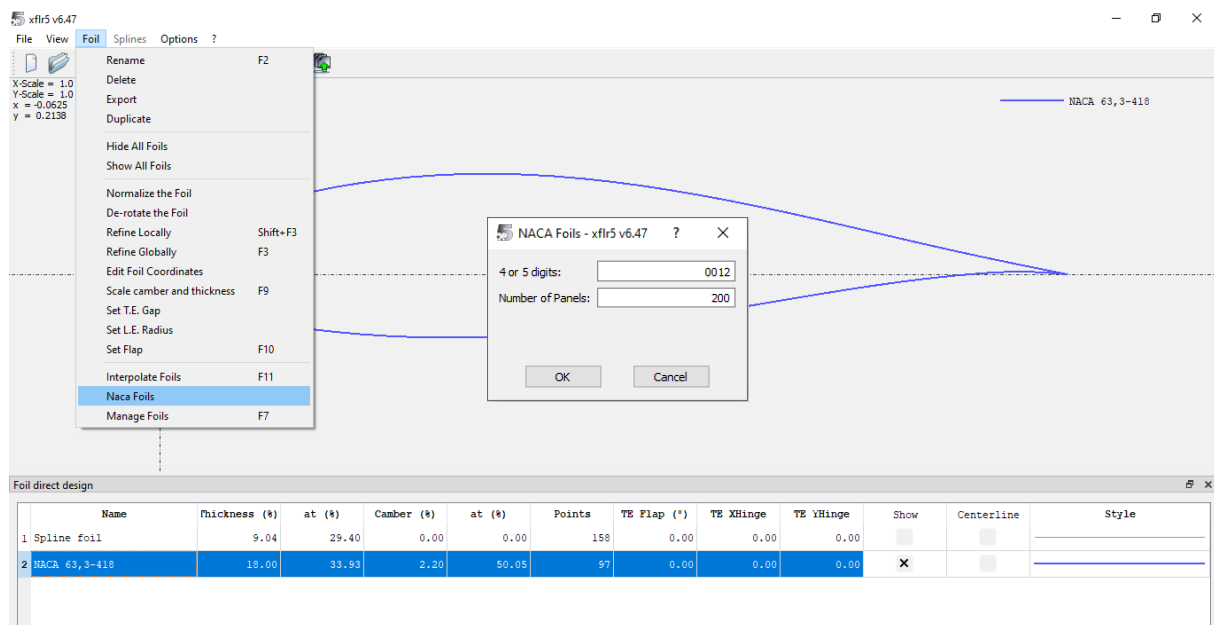 xflr5 v6.47
File View Foil Splines Options ?
X-Scale = 1.0
Y-Scale = 1.0
x = -0.0625
y = 0.2138
Rename F2
Delete
Export
Duplicate
Hide All Foils
Show All Foils
Normalize the Foil
De-rotate the Foil
Refine Locally Shift+F3
Refine Globally F3
Edit Foil Coordinates
Scale camber and thickness F9
Set T.E. Gap
Set L.E. Radius
Set Flap F10
Interpolate Foils F11
Naca Foils
Manage Foils F7
NACA 63,3-418
NACA Foils - xflr5 v6.47 ?
4 or 5 digits: 0012
Number of Panels: 200
OK Cancel
Foil direct design
Name Thickness (%) at (%) Camber (%) at (%) Points TE Flap (°) TE XHinge TE YHinge Show Centerline Style
1 Spline foil 9.04 29.40 0.00 0.00 158 0.00 0.00 0.00
2 NACA 63,3-418 18.00 33.93 2.20 50.05 97 0.00 0.00 0.00